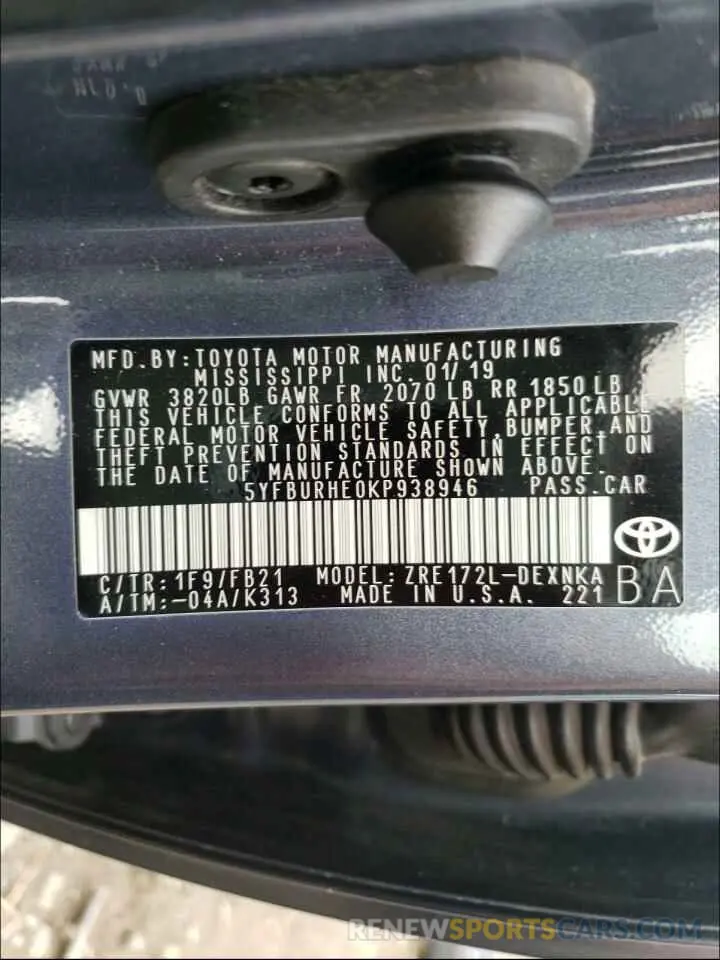 MFD.BY:TOYOTA MOTOR MANUFACTURING
MISSISSIPPI INC. 01/19
GVWR 3820LB GAWR FR 2070 LB RR 1850 LB
THIS VEHICLE CONFORMS TO ALL APPLICABLE
FEDERAL MOTOR VEHICLE SAFETY,BUMPER,AND
THEFT PREVENTION STANDARDS IN EFFECT ON
THE DATE OF MANUFACTURE SHOWN ABOVE.
5YFBURHE0KP938946 PASS.CAR
C/TR:1F9/FB21 MODEL:ZRE172L-DEXNKA
A/TM:-04A/K313 MADE IN U.S.A. 221
BA
RENEWSPORTSCARS.COM